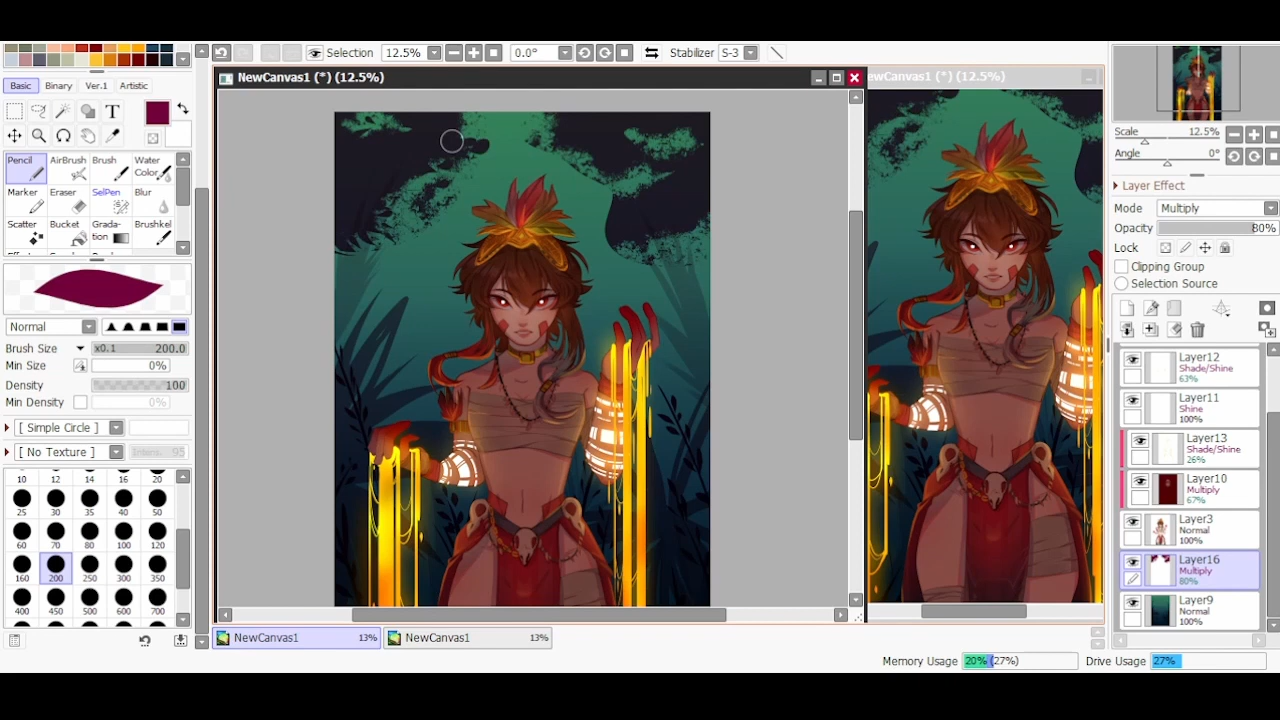 Selection 12.5% 0.0° Stabilizer S-3
Basic Binary Ver.1 Artistic
T
Pencil AirBrush Brush Water Color
Marker Eraser SelPen Blur
Scatter Bucket Grada-tion Brushkel
Normal
Brush Size x0.1 200.0
Min Size 0%
Density 100
Min Density 0%
[ Simple Circle ]
[ No Texture ] 95
10 12 14 16 20
25 30 35 40 50
60 70 80 100 120
160 200 250 300 350
400 450 500 600 700
NewCanvas1 (*) (12.5%)
ewCanvas1 (*) (12.5%)
NewCanvas1 13%
NewCanvas1 13%
Memory Usage 20% (27%)
Drive Usage 27%
Scale 12.5%
Angle 0°
Layer Effect
Mode Multiply
Opacity 80%
Lock
Clipping Group
Selection Source
Layer12
Shade/Shine
63%
Layer11
Shine
100%
Layer13
Shade/Shine
26%
Layer10
Multiply
67%
Layer3
Normal
100%
Layer16
Multiply
80%
Layer9
Normal
100%